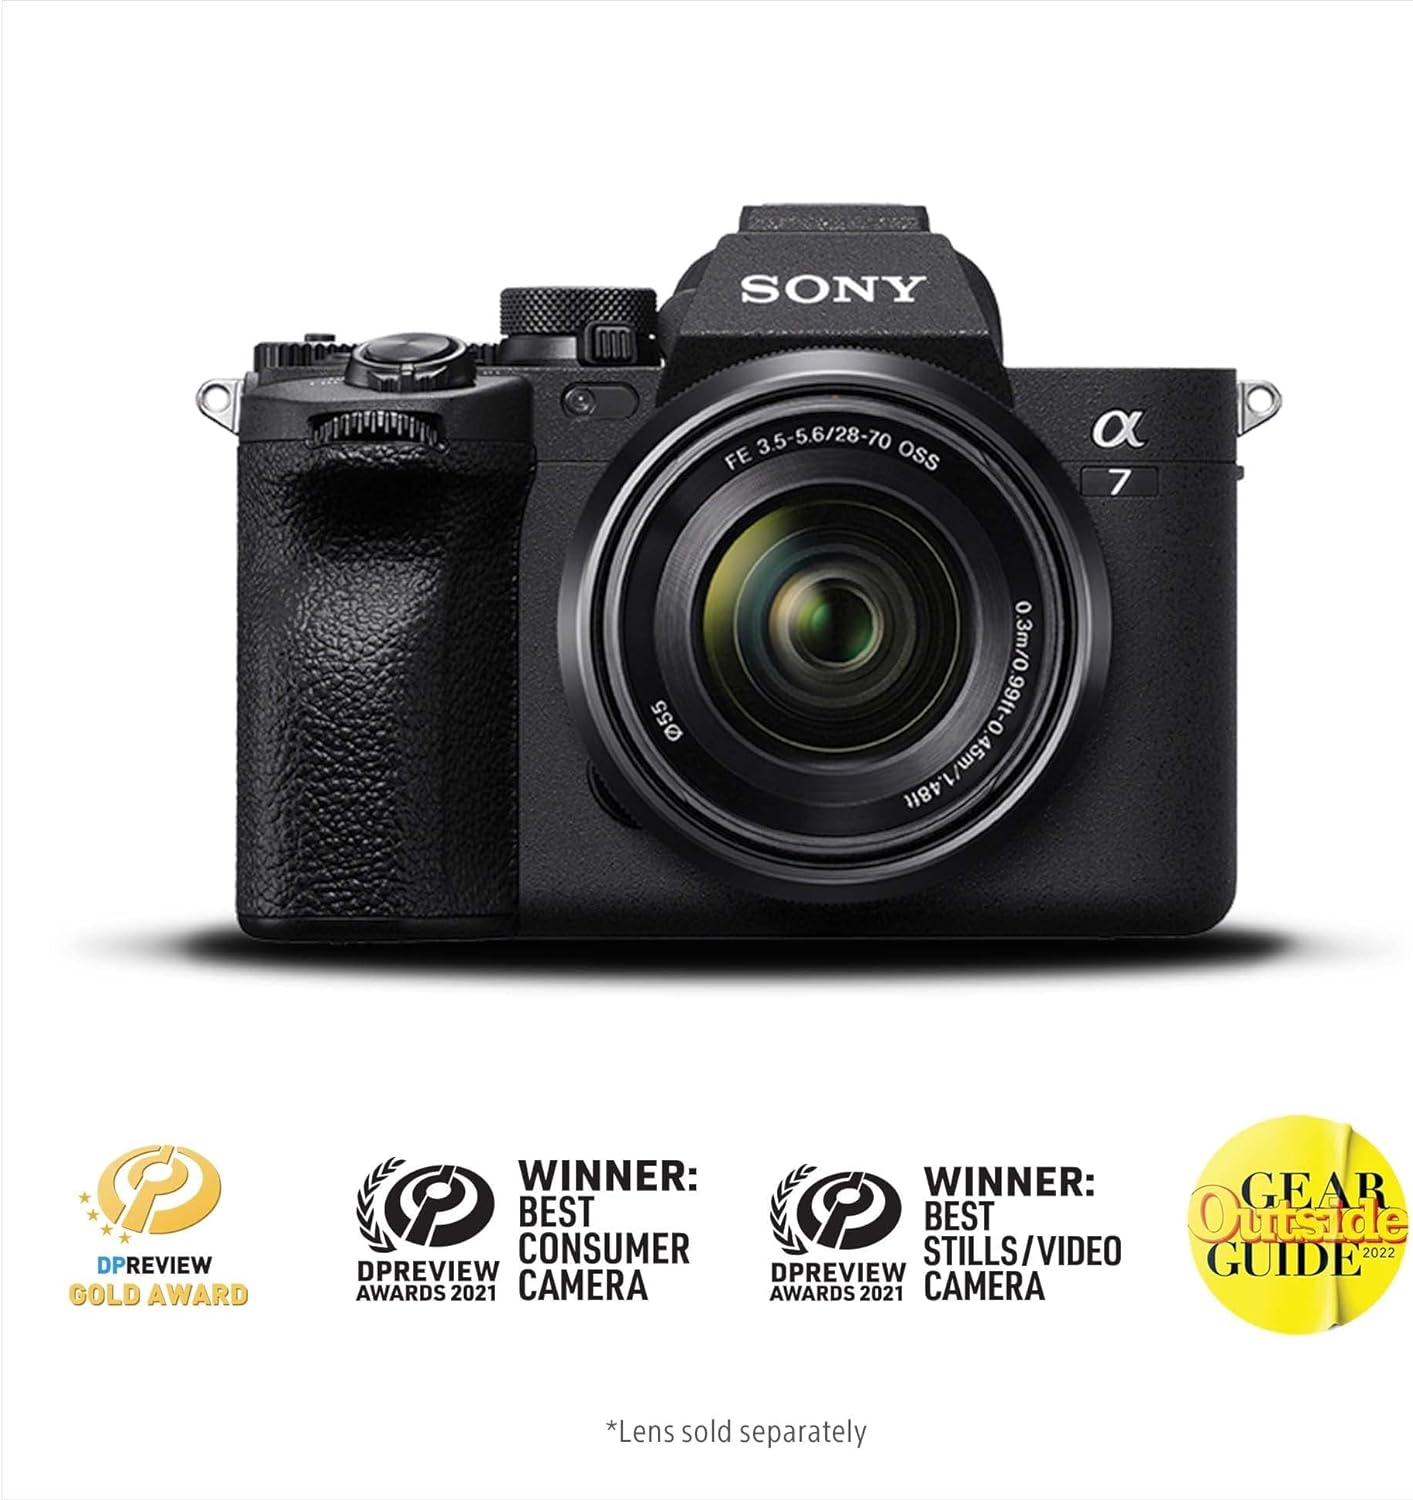 SONY
α
7
FE 3.5-5.6/28-70 OSS
0.3m/0.99ft-0.45m/1.48ft
Ø55
DPREVIEW
GOLD AWARD
DPREVIEW
AWARDS 2021
WINNER:
BEST
CONSUMER
CAMERA
DPREVIEW
AWARDS 2021
WINNER:
BEST
STILLS/VIDEO
CAMERA
GEAR
Outside
GUIDE 2022
*Lens sold separately